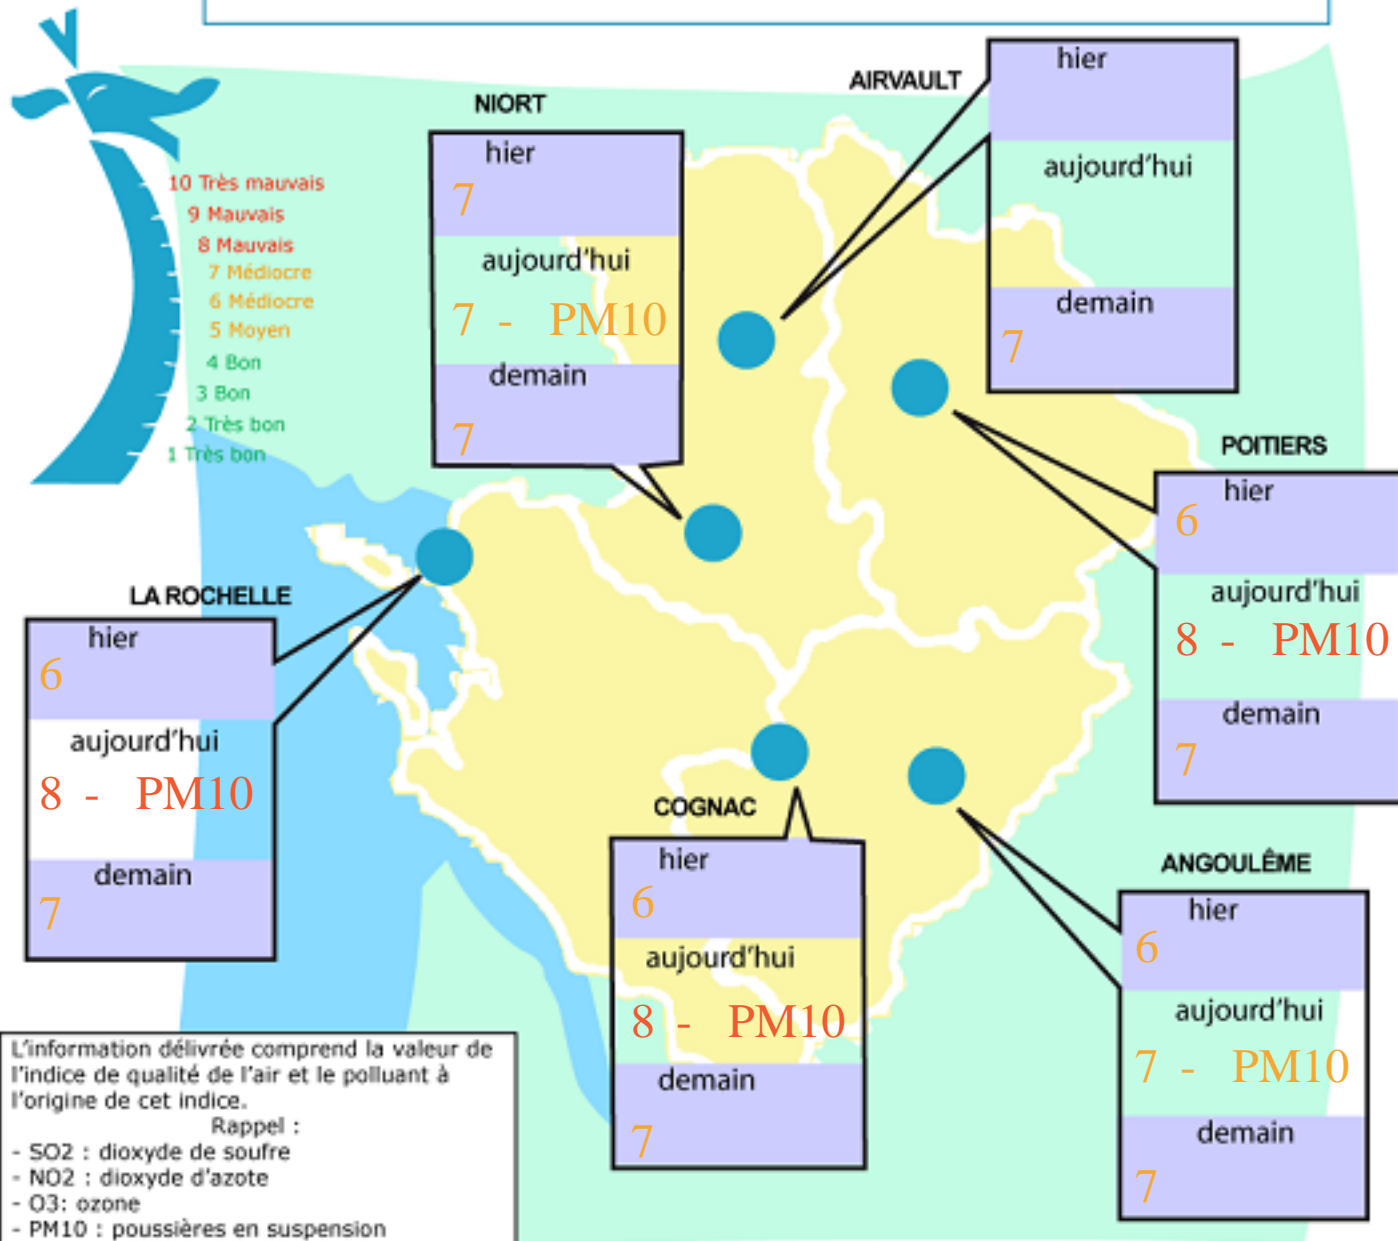 10 Très mauvais
9 Mauvais
8 Mauvais
7 Médiocre
6 Médiocre
5 Moyen
4 Bon
3 Bon
2 Très bon
1 Très bon
NIORT
hier
7
aujourd'hui
7 - PM10
demain
7
AIRVAULT
hier
aujourd'hui
demain
7
POITIERS
hier
6
aujourd'hui
8 - PM10
demain
7
LA ROCHELLE
hier
6
aujourd'hui
8 - PM10
demain
7
COGNAC
hier
6
aujourd'hui
8 - PM10
demain
7
ANGOULÊME
hier
6
aujourd'hui
7 - PM10
demain
7
L'information délivrée comprend la valeur de
l'indice de qualité de l'air et le polluant à
l'origine de cet indice.
Rappel :
- SO2 : dioxyde de soufre
- NO2 : dioxyde d'azote
- O3: ozone
- PM10 : poussières en suspension